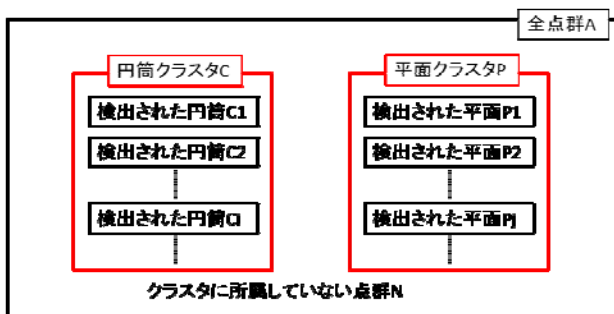 全点群A
円筒クラスタC
平面クラスタP
検出された円筒C1
検出された平面P1
検出された円筒C2
検出された平面P2
検出された円筒Ci
検出された平面Pj
クラスタに所属していない点群N